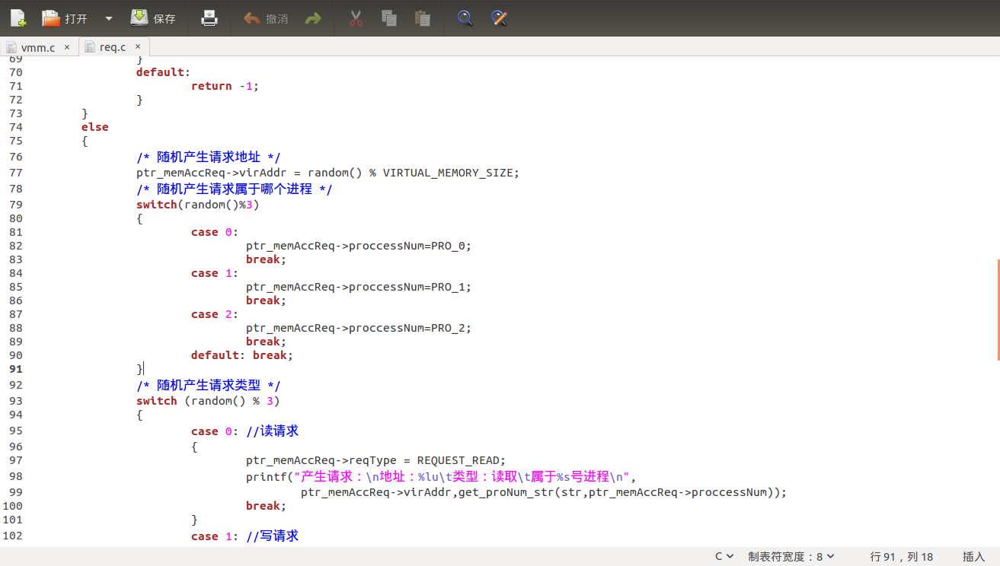 打开 保存 撤消
vmm.c × req.c ×
69 }
70 default:
71 return -1;
72 }
73 }
74 else
75 {
76 /* 随机产生请求地址 */
77 ptr_memAccReq->virAddr = random() % VIRTUAL_MEMORY_SIZE;
78 /* 随机产生请求属于哪个进程 */
79 switch(random()%3)
80 {
81 case 0:
82 ptr_memAccReq->proccessNum=PRO_0;
83 break;
84 case 1:
85 ptr_memAccReq->proccessNum=PRO_1;
86 break;
87 case 2:
88 ptr_memAccReq->proccessNum=PRO_2;
89 break;
90 default: break;
91 }
92 /* 随机产生请求类型 */
93 switch (random() % 3)
94 {
95 case 0: //读请求
96 {
97 ptr_memAccReq->reqType = REQUEST_READ;
98 printf("产生请求：\n地址：%lu\t类型：读取\t属于%s号进程\n",
99 ptr_memAccReq->virAddr,get_proNum_str(str,ptr_memAccReq->proccessNum));
100 break;
101 }
102 case 1: //写请求
C 制表符宽度：8 行 91，列 18 插入